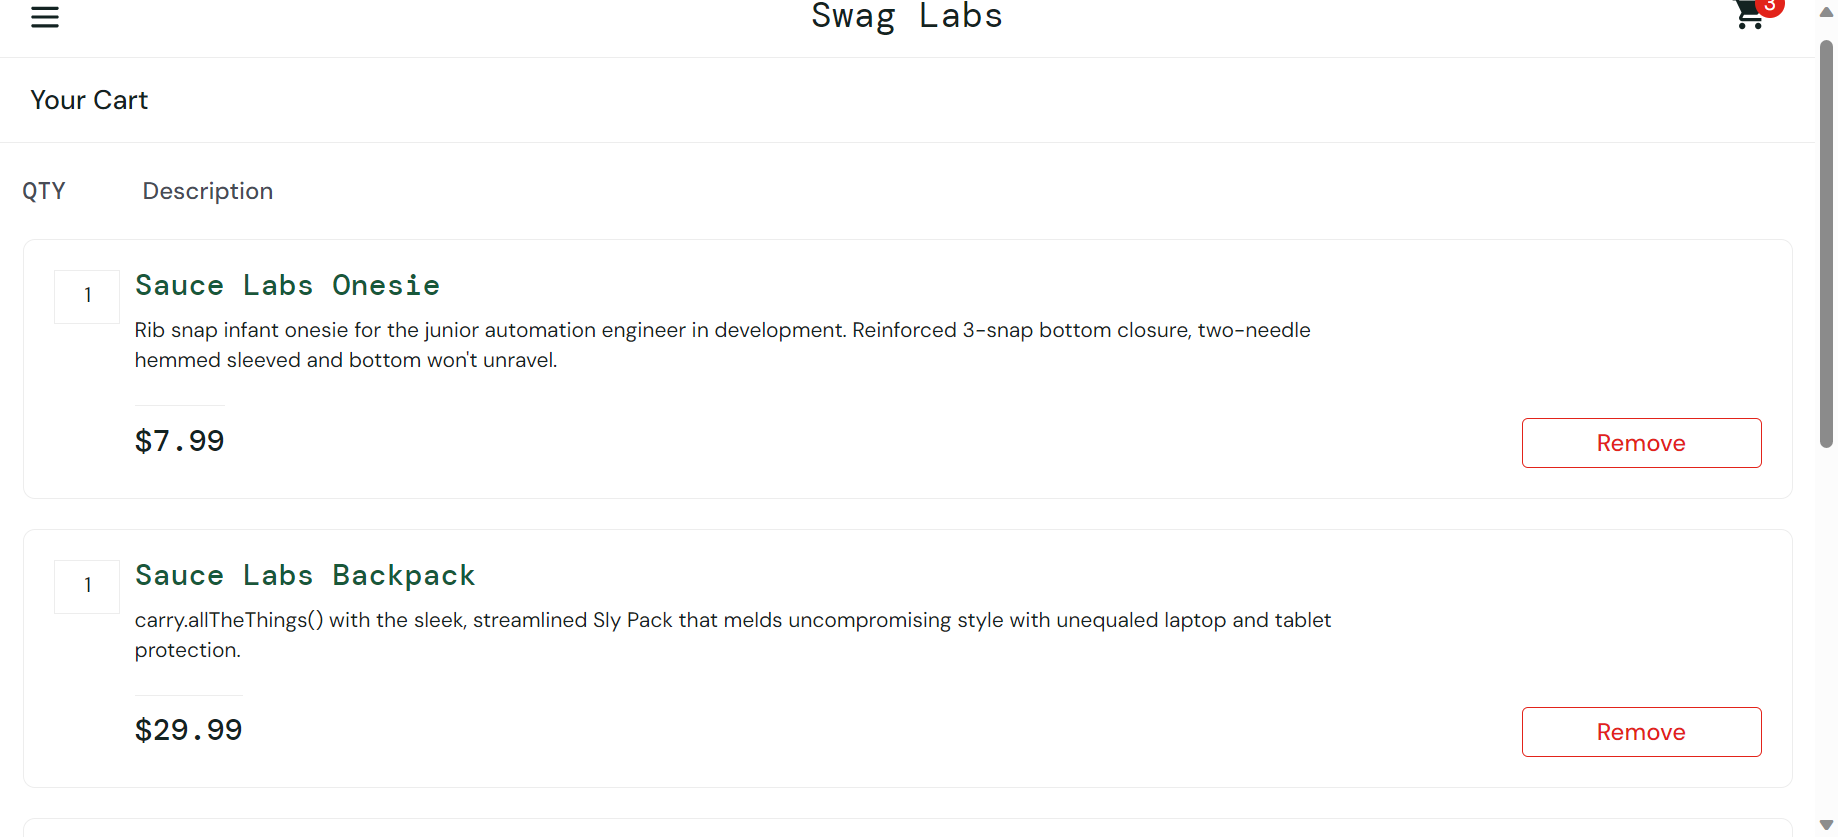 Swag Labs
3
Your Cart
QTY Description
1
Sauce Labs Onesie
Rib snap infant onesie for the junior automation engineer in development. Reinforced 3-snap bottom closure, two-needle
hemmed sleeved and bottom won't unravel.
$7.99
Remove
1
Sauce Labs Backpack
carry.allTheThings() with the sleek, streamlined Sly Pack that melds uncompromising style with unequaled laptop and tablet
protection.
$29.99
Remove